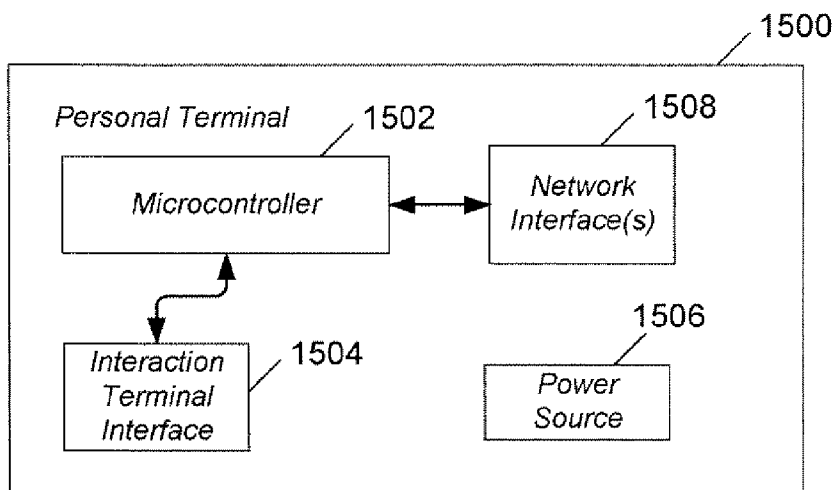 1500
Personal Terminal
1502
1508
Microcontroller
Network
Interface(s)
1504
1506
Interaction
Terminal
Interface
Power
Source